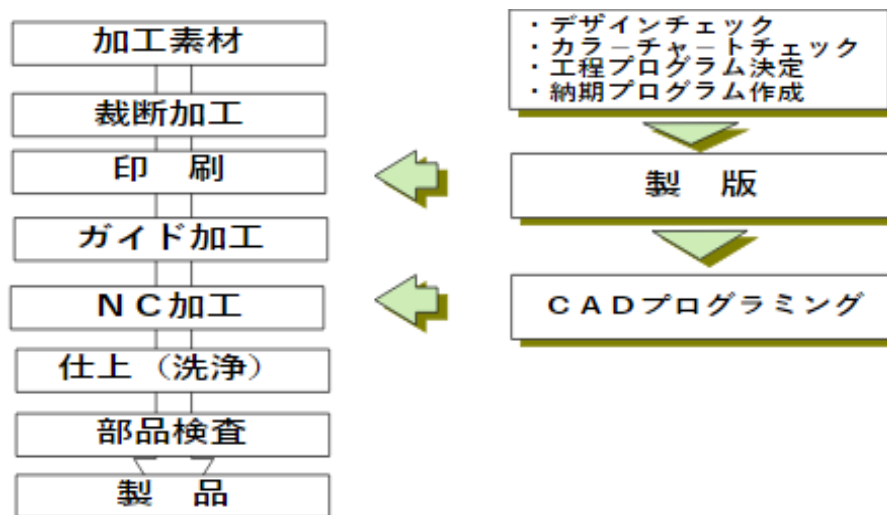 加工素材
裁断加工
印　刷
ガイド加工
ＮＣ加工
仕上（洗浄）
部品検査
製　品
・デザインチェック
・カラーチャートチェック
・工程プログラム決定
・納期プログラム作成
製　版
ＣＡＤプログラミング